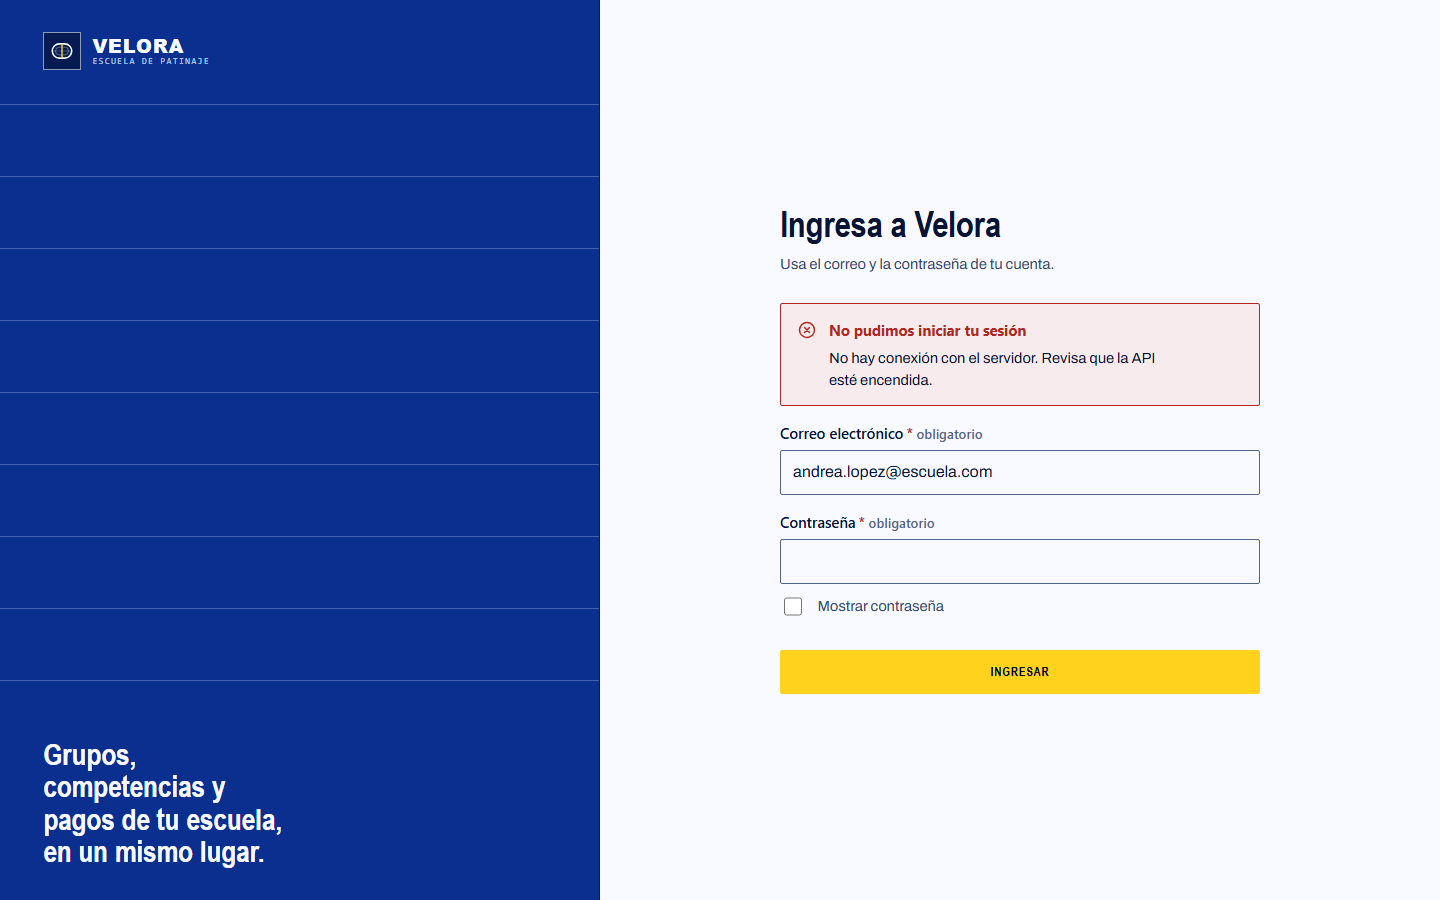 VELORA
ESCUELA DE PATINAJE
Grupos,
competencias y
pagos de tu escuela,
en un mismo lugar.
Ingresa a Velora
Usa el correo y la contraseña de tu cuenta.
No pudimos iniciar tu sesión
No hay conexión con el servidor. Revisa que la API
esté encendida.
Correo electrónico * obligatorio
andrea.lopez@escuela.com
Contraseña * obligatorio
Mostrar contraseña
INGRESAR